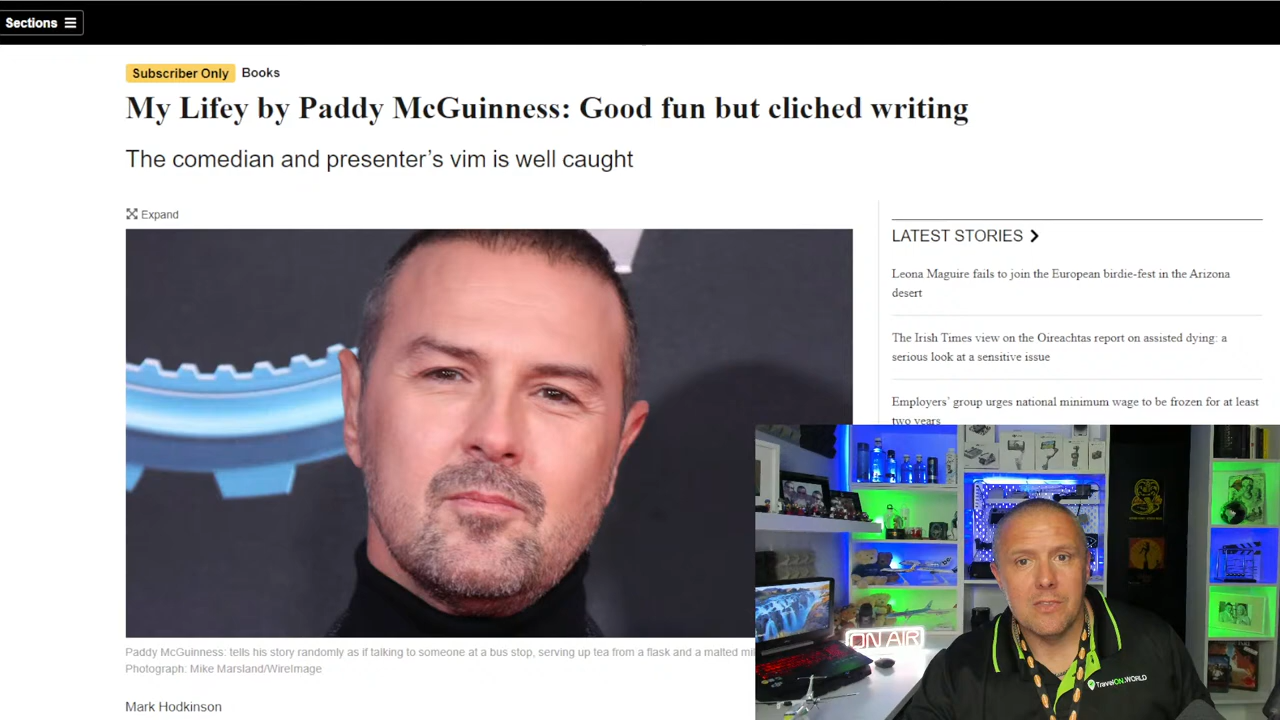 Sections
Subscriber Only Books
My Lifey by Paddy McGuinness: Good fun but cliched writing
The comedian and presenter's vim is well caught
Expand
LATEST STORIES
Leona Maguire fails to join the European birdie-fest in the Arizona
desert
The Irish Times view on the Oireachtas report on assisted dying: a
serious look at a sensitive issue
Employers' group urges national minimum wage to be frozen for at least
two years
Paddy McGuinness: tells his story randomly as if talking to someone at a bus stop, serving up tea from a flask and a malted
Photograph: Mike Marsland/WireImage
Mark Hodkinson
ON AIR
TravelON.WORLD